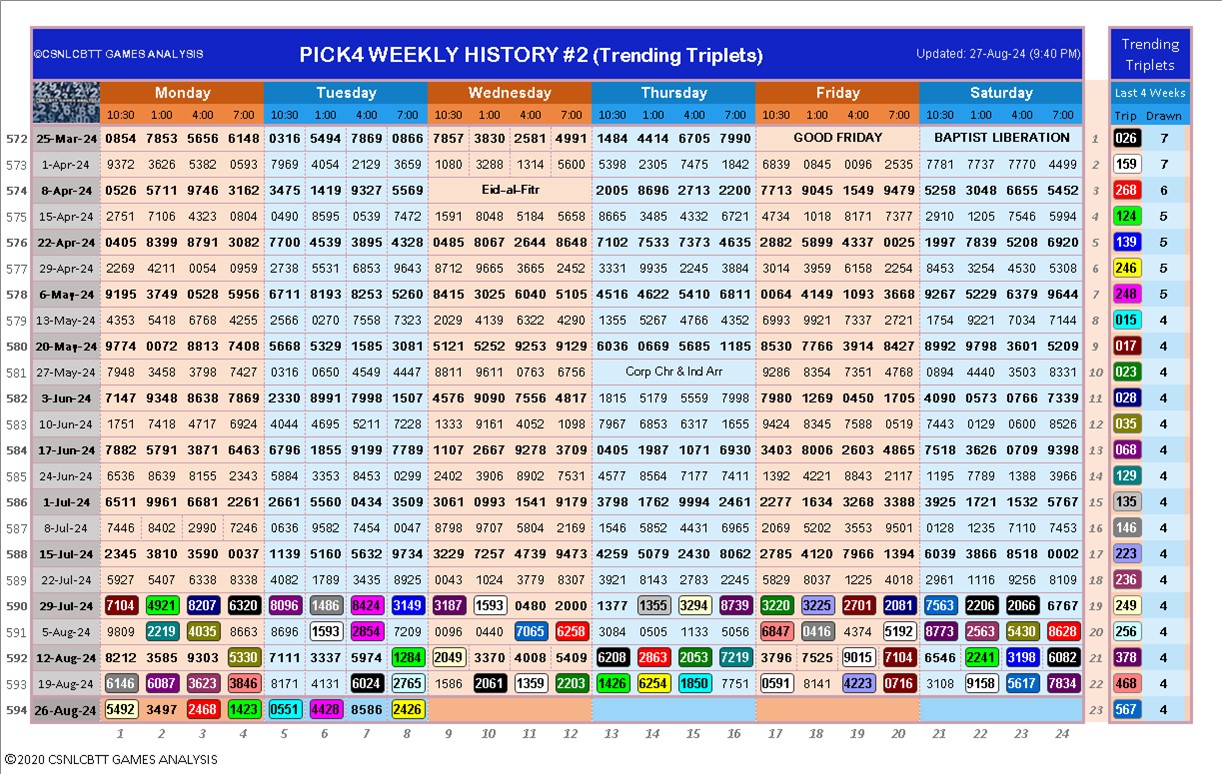 ©CSNLCBTT GAMES ANALYSIS PICK4 WEEKLY HISTORY #2 (Trending Triplets) Updated: 27-Aug-24 (9:40 PM) Trending Triplets
Monday Tuesday Wednesday Thursday Friday Saturday Last 4 Weeks
10:30 1:00 4:00 7:00 10:30 1:00 4:00 7:00 10:30 1:00 4:00 7:00 10:30 1:00 4:00 7:00 10:30 1:00 4:00 7:00 10:30 1:00 4:00 7:00 Trip Drawn
572 25-Mar-24 0854 7853 5656 6148 0316 5494 7869 0866 7857 3830 2581 4991 1484 4414 6705 7990 GOOD FRIDAY BAPTIST LIBERATION 1 026 7
573 1-Apr-24 9372 3626 5382 0593 7969 4054 2129 3659 1080 3288 1314 5600 5398 2305 7475 1842 6839 0845 0096 2535 7781 7737 7770 4499 2 159 7
574 8-Apr-24 0526 5711 9746 3162 3475 1419 9327 5569 Eid-al-Fitr 2005 8696 2713 2200 7713 9045 1549 9479 5258 3048 6655 5452 3 268 6
575 15-Apr-24 2751 7106 4323 0804 0490 8595 0539 7472 1591 8048 5184 5658 8665 3485 4332 6721 4734 1018 8171 7377 2910 1205 7546 5994 4 124 5
576 22-Apr-24 0405 8399 8791 3082 7700 4539 3895 4328 0485 8067 2644 8648 7102 7533 7373 4635 2882 5899 4337 0025 1997 7839 5208 6920 5 139 5
577 29-Apr-24 2269 4211 0054 0959 2738 5531 6853 9643 8712 9665 3665 2452 3331 9935 2245 3884 3014 3959 6158 2254 8453 3254 4530 5308 6 246 5
578 6-May-24 9195 3749 0528 5956 6711 8193 8253 5260 8415 3025 6040 5105 4516 4622 5410 6811 0064 4149 1093 3668 9267 5229 6379 9644 7 248 5
579 13-May-24 4353 5418 6768 4255 2566 0270 7558 7323 2029 4139 6322 4290 1355 5267 4766 4352 6993 9921 7337 2721 1754 9221 7034 7144 8 015 4
580 20-May-24 9774 0072 8813 7408 5668 5329 1585 3081 9121 5252 9253 9129 6036 0669 5685 1185 8530 7766 3914 8427 8992 9798 3601 5209 9 017 4
581 27-May-24 7948 3458 3798 7427 0316 0650 4549 4447 8811 9611 0763 6756 Corp Chr & Ind Arr 9286 8354 7351 4768 0894 4440 3503 8331 10 023 4
582 3-Jun-24 7147 9348 8638 7869 2330 8991 7998 1507 4576 9090 7556 4817 1815 5179 5559 7998 7980 1269 0450 1705 4090 0573 0766 7339 11 028 4
583 10-Jun-24 1751 7418 4717 6924 4044 4695 5211 7228 1333 9161 4052 1098 7967 6853 6317 1655 9424 8345 7588 0519 7443 0129 0600 8526 12 035 4
584 17-Jun-24 7882 5791 3871 6463 6796 1855 9199 7789 1107 2667 9278 3709 0405 1987 1071 6930 3403 8006 2603 4865 7518 3626 0709 9398 13 068 4
585 24-Jun-24 6536 8639 8155 2343 5884 3353 8453 0299 2402 3906 8902 7531 4577 8564 7177 7411 1392 4221 8843 2117 1195 7789 1388 3966 14 129 4
586 1-Jul-24 6511 9961 6681 2261 2661 5560 0434 3509 3061 0993 1541 9179 3798 1762 9994 2461 2277 1634 3268 3388 3925 1721 1532 5767 15 135 4
587 8-Jul-24 7446 8402 2990 7246 0636 9582 7454 0047 8798 9707 5804 2169 1546 5852 4431 6965 2069 5202 3553 9501 0128 1235 7110 7453 16 146 4
588 15-Jul-24 2345 3810 3590 0037 1139 5160 5632 9734 3229 7257 4739 9473 4259 5079 2430 8062 2785 4120 7966 1394 6039 3866 8518 0002 17 223 4
589 22-Jul-24 5927 5407 6338 8338 4082 1789 3435 8925 0043 1024 3779 8307 3921 8143 2783 2245 5829 8037 1225 4018 2961 1116 9256 8109 18 236 4
590 29-Jul-24 7104 4921 8207 6320 8096 1486 8424 3149 3187 1593 0480 2000 1377 1355 3294 8739 3220 3225 2701 2081 7563 2206 2066 6767 19 249 4
591 5-Aug-24 9809 2219 4035 8663 8696 1593 2854 7209 0096 0440 7065 6258 3084 0505 1133 5056 6847 0416 4374 5192 8773 2563 5430 8628 20 256 4
592 12-Aug-24 8212 3585 9303 5330 7111 3337 5974 1284 2049 3370 4008 5409 6208 2863 2053 7219 3796 7525 9015 7104 6546 2241 3198 6082 21 378 4
593 19-Aug-24 6146 6087 3623 3846 8171 4131 6024 2765 1586 2061 1359 2203 1426 6254 1850 7751 0591 8141 4223 0716 3108 9158 5617 7834 22 468 4
594 26-Aug-24 5492 3497 2468 1423 0551 4428 8586 2426 23 567 4
1 2 3 4 5 6 7 8 9 10 11 12 13 14 15 16 17 18 19 20 21 22 23 24
©2020 CSNLCBTT GAMES ANALYSIS